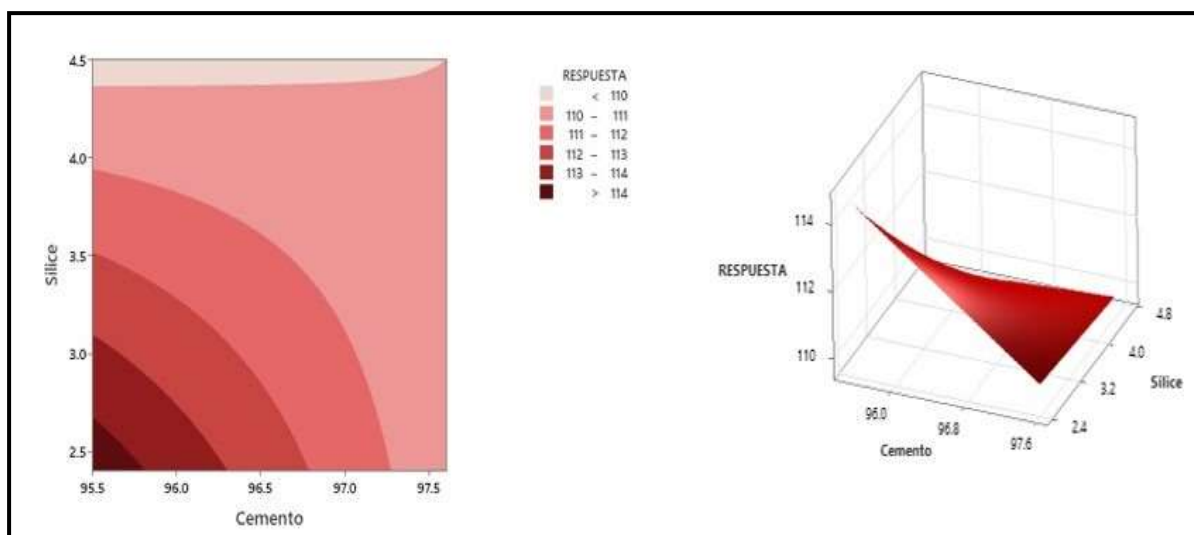 4.5
4.0
3.5
3.0
2.5
Sílice
95.5 96.0 96.5 97.0 97.5
Cemento
RESPUESTA
< 110
110 – 111
111 – 112
112 – 113
113 – 114
> 114
114
112
110
RESPUESTA
96.0
96.8
97.6
Cemento
4.8
4.0
3.2
2.4
Sílice